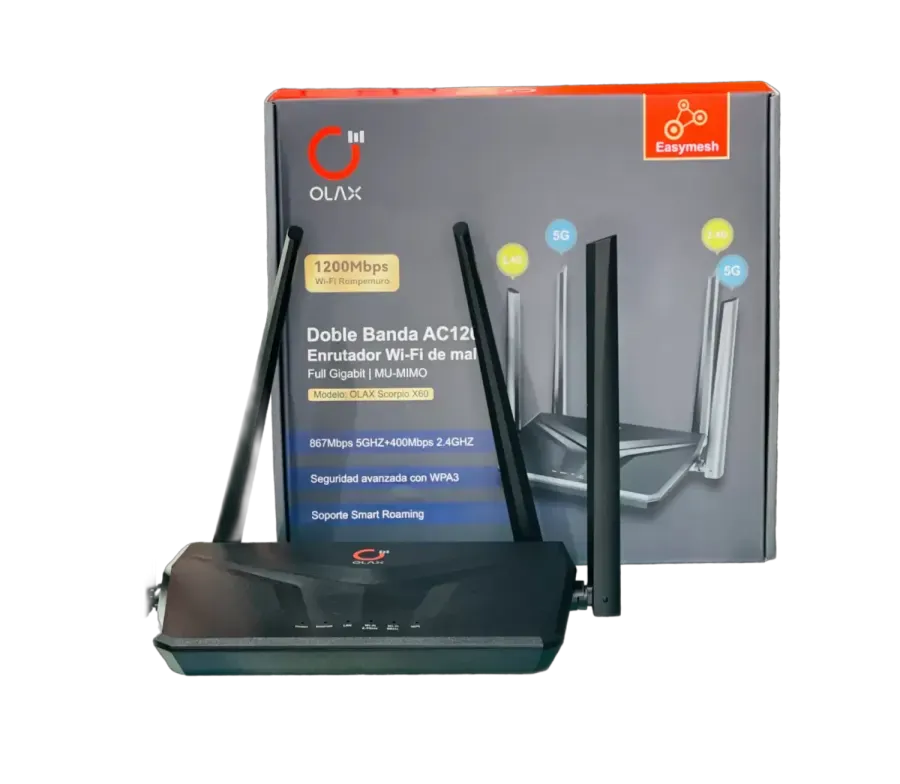 Easymesh
OLAX
5G
2.4G
2.4G
5G
1200Mbps
Wi-Fi Rompemuro
Doble Banda AC120
Enrutador Wi-Fi de mal
Full Gigabit | MU-MIMO
Modelo: OLAX Scorpio X60
867Mbps 5GHZ+400Mbps 2.4GHZ
Seguridad avanzada con WPA3
Soporte Smart Roaming
OLAX